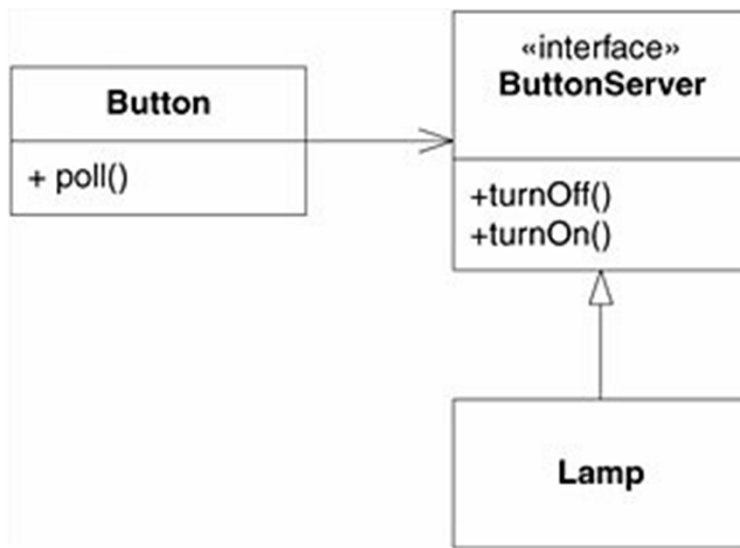 Button
+ poll()
«interface»
ButtonServer
+turnOff()
+turnOn()
Lamp